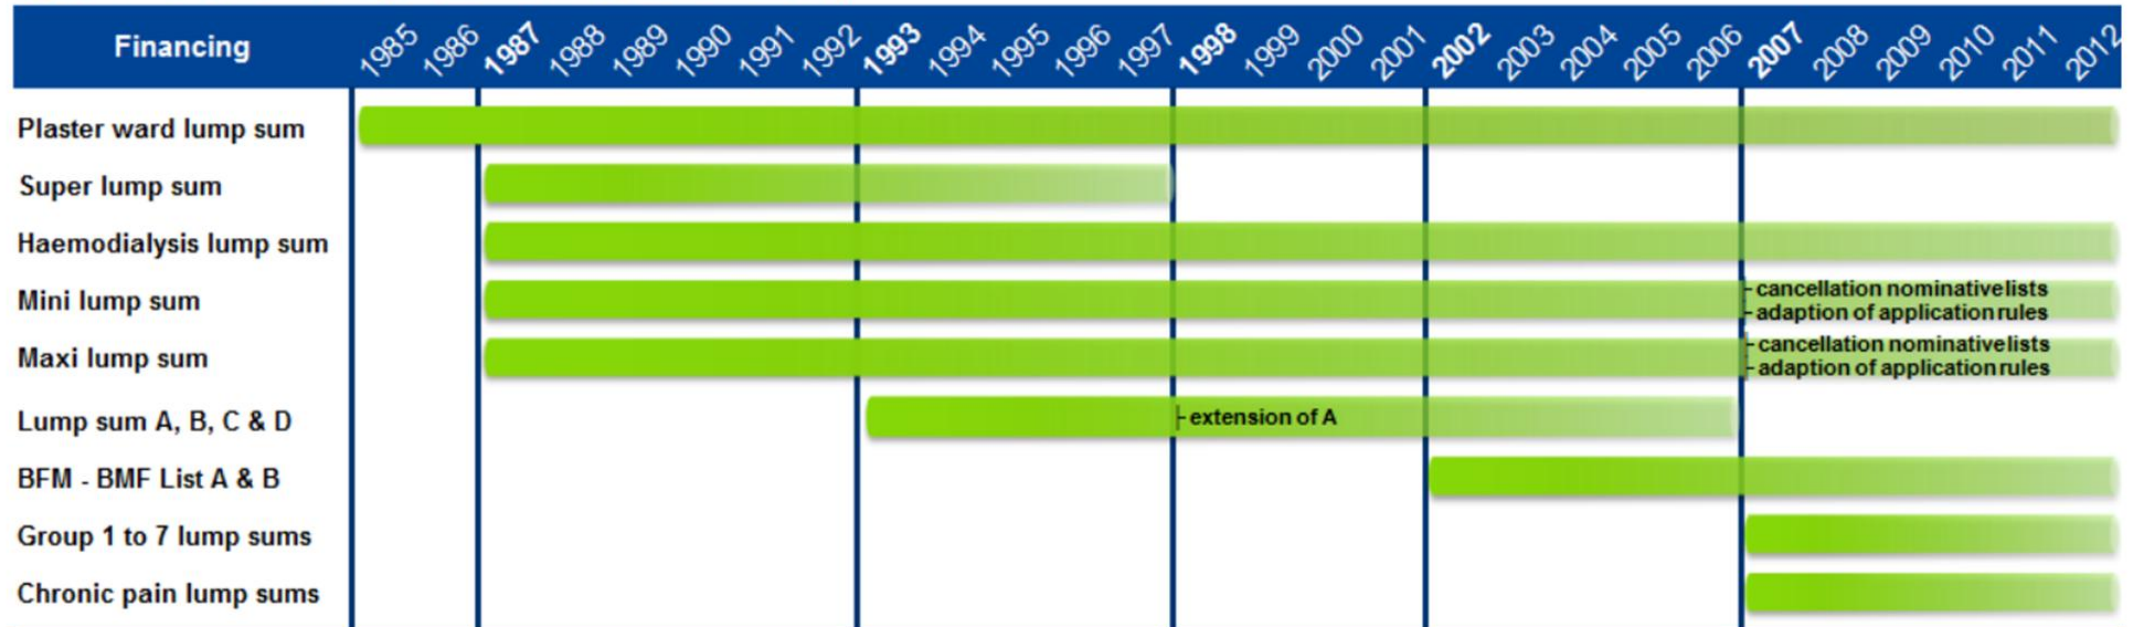 Financing 1985 1986 1987 1988 1989 1990 1991 1992 1993 1994 1995 1996 1997 1998 1999 2000 2001 2002 2003 2004 2005 2006 2007 2008 2009 2010 2011 2012
Plaster ward lump sum
Super lump sum
Haemodialysis lump sum
Mini lump sum
- cancellation nominative lists
- adaption of application rules
Maxi lump sum
- cancellation nominative lists
- adaption of application rules
Lump sum A, B, C & D
- extension of A
BFM - BMF List A & B
Group 1 to 7 lump sums
Chronic pain lump sums